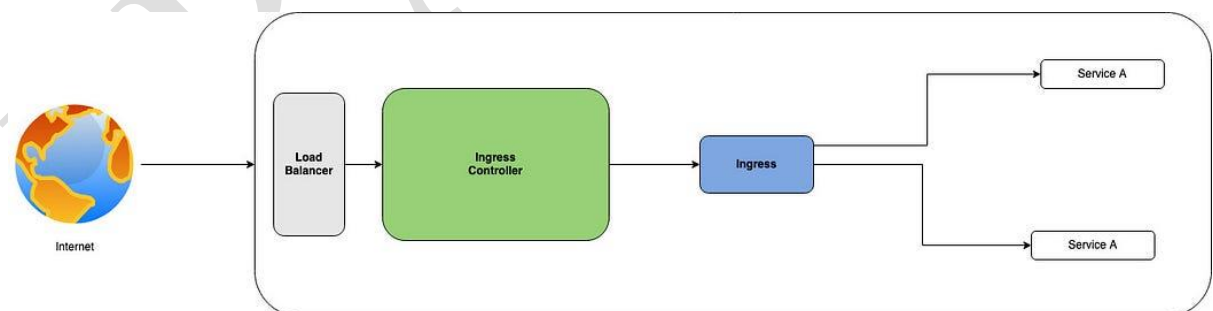 Internet
Load
Balancer
Ingress
Controller
Ingress
Service A
Service A